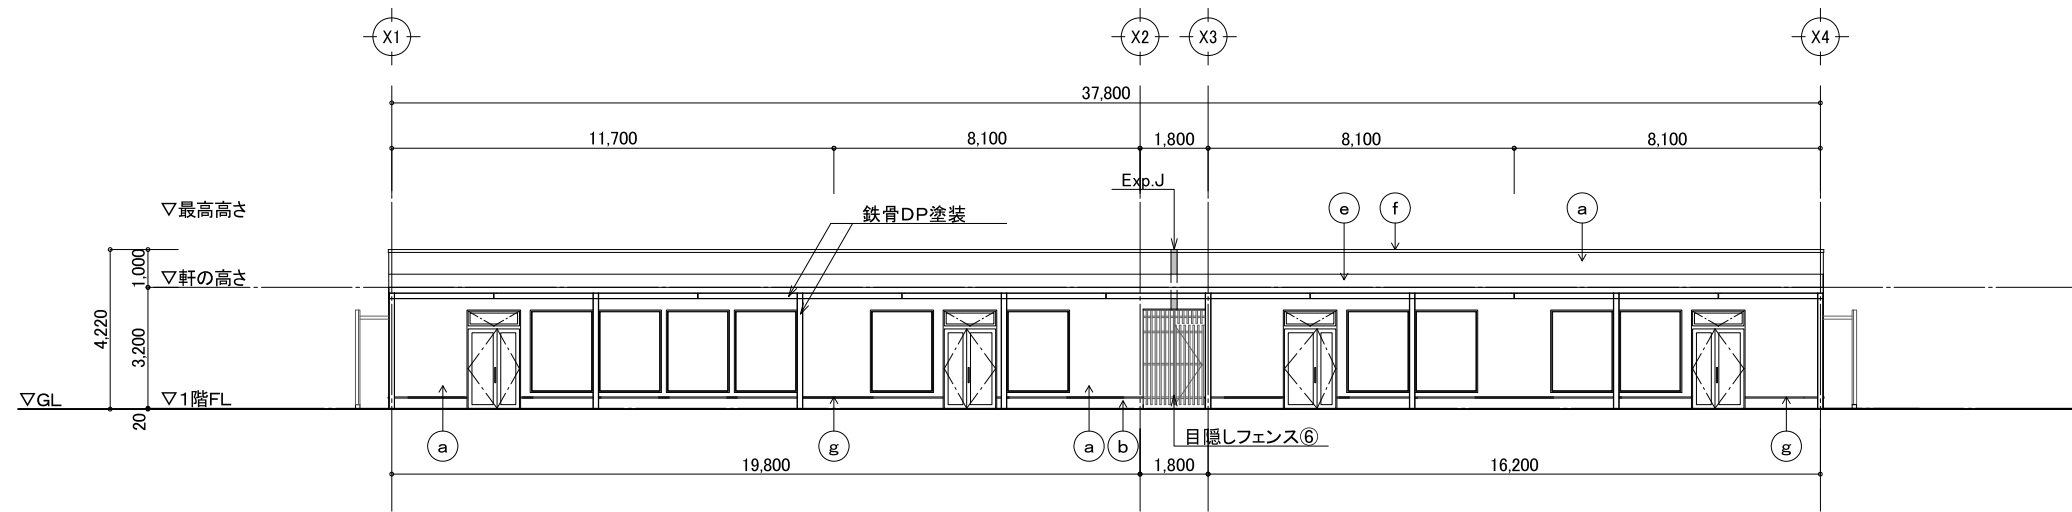 X1
X2
X3
X4
37,800
11,700
8,100
1,800
8,100
8,100
Exp.J
▽最高高さ
鉄骨DP塗装
e
f
a
1,000
▽軒の高さ
4,220
3,200
▽GL
▽1階FL
20
a
g
a
b
目隠しフェンス⑥
g
19,800
1,800
16,200